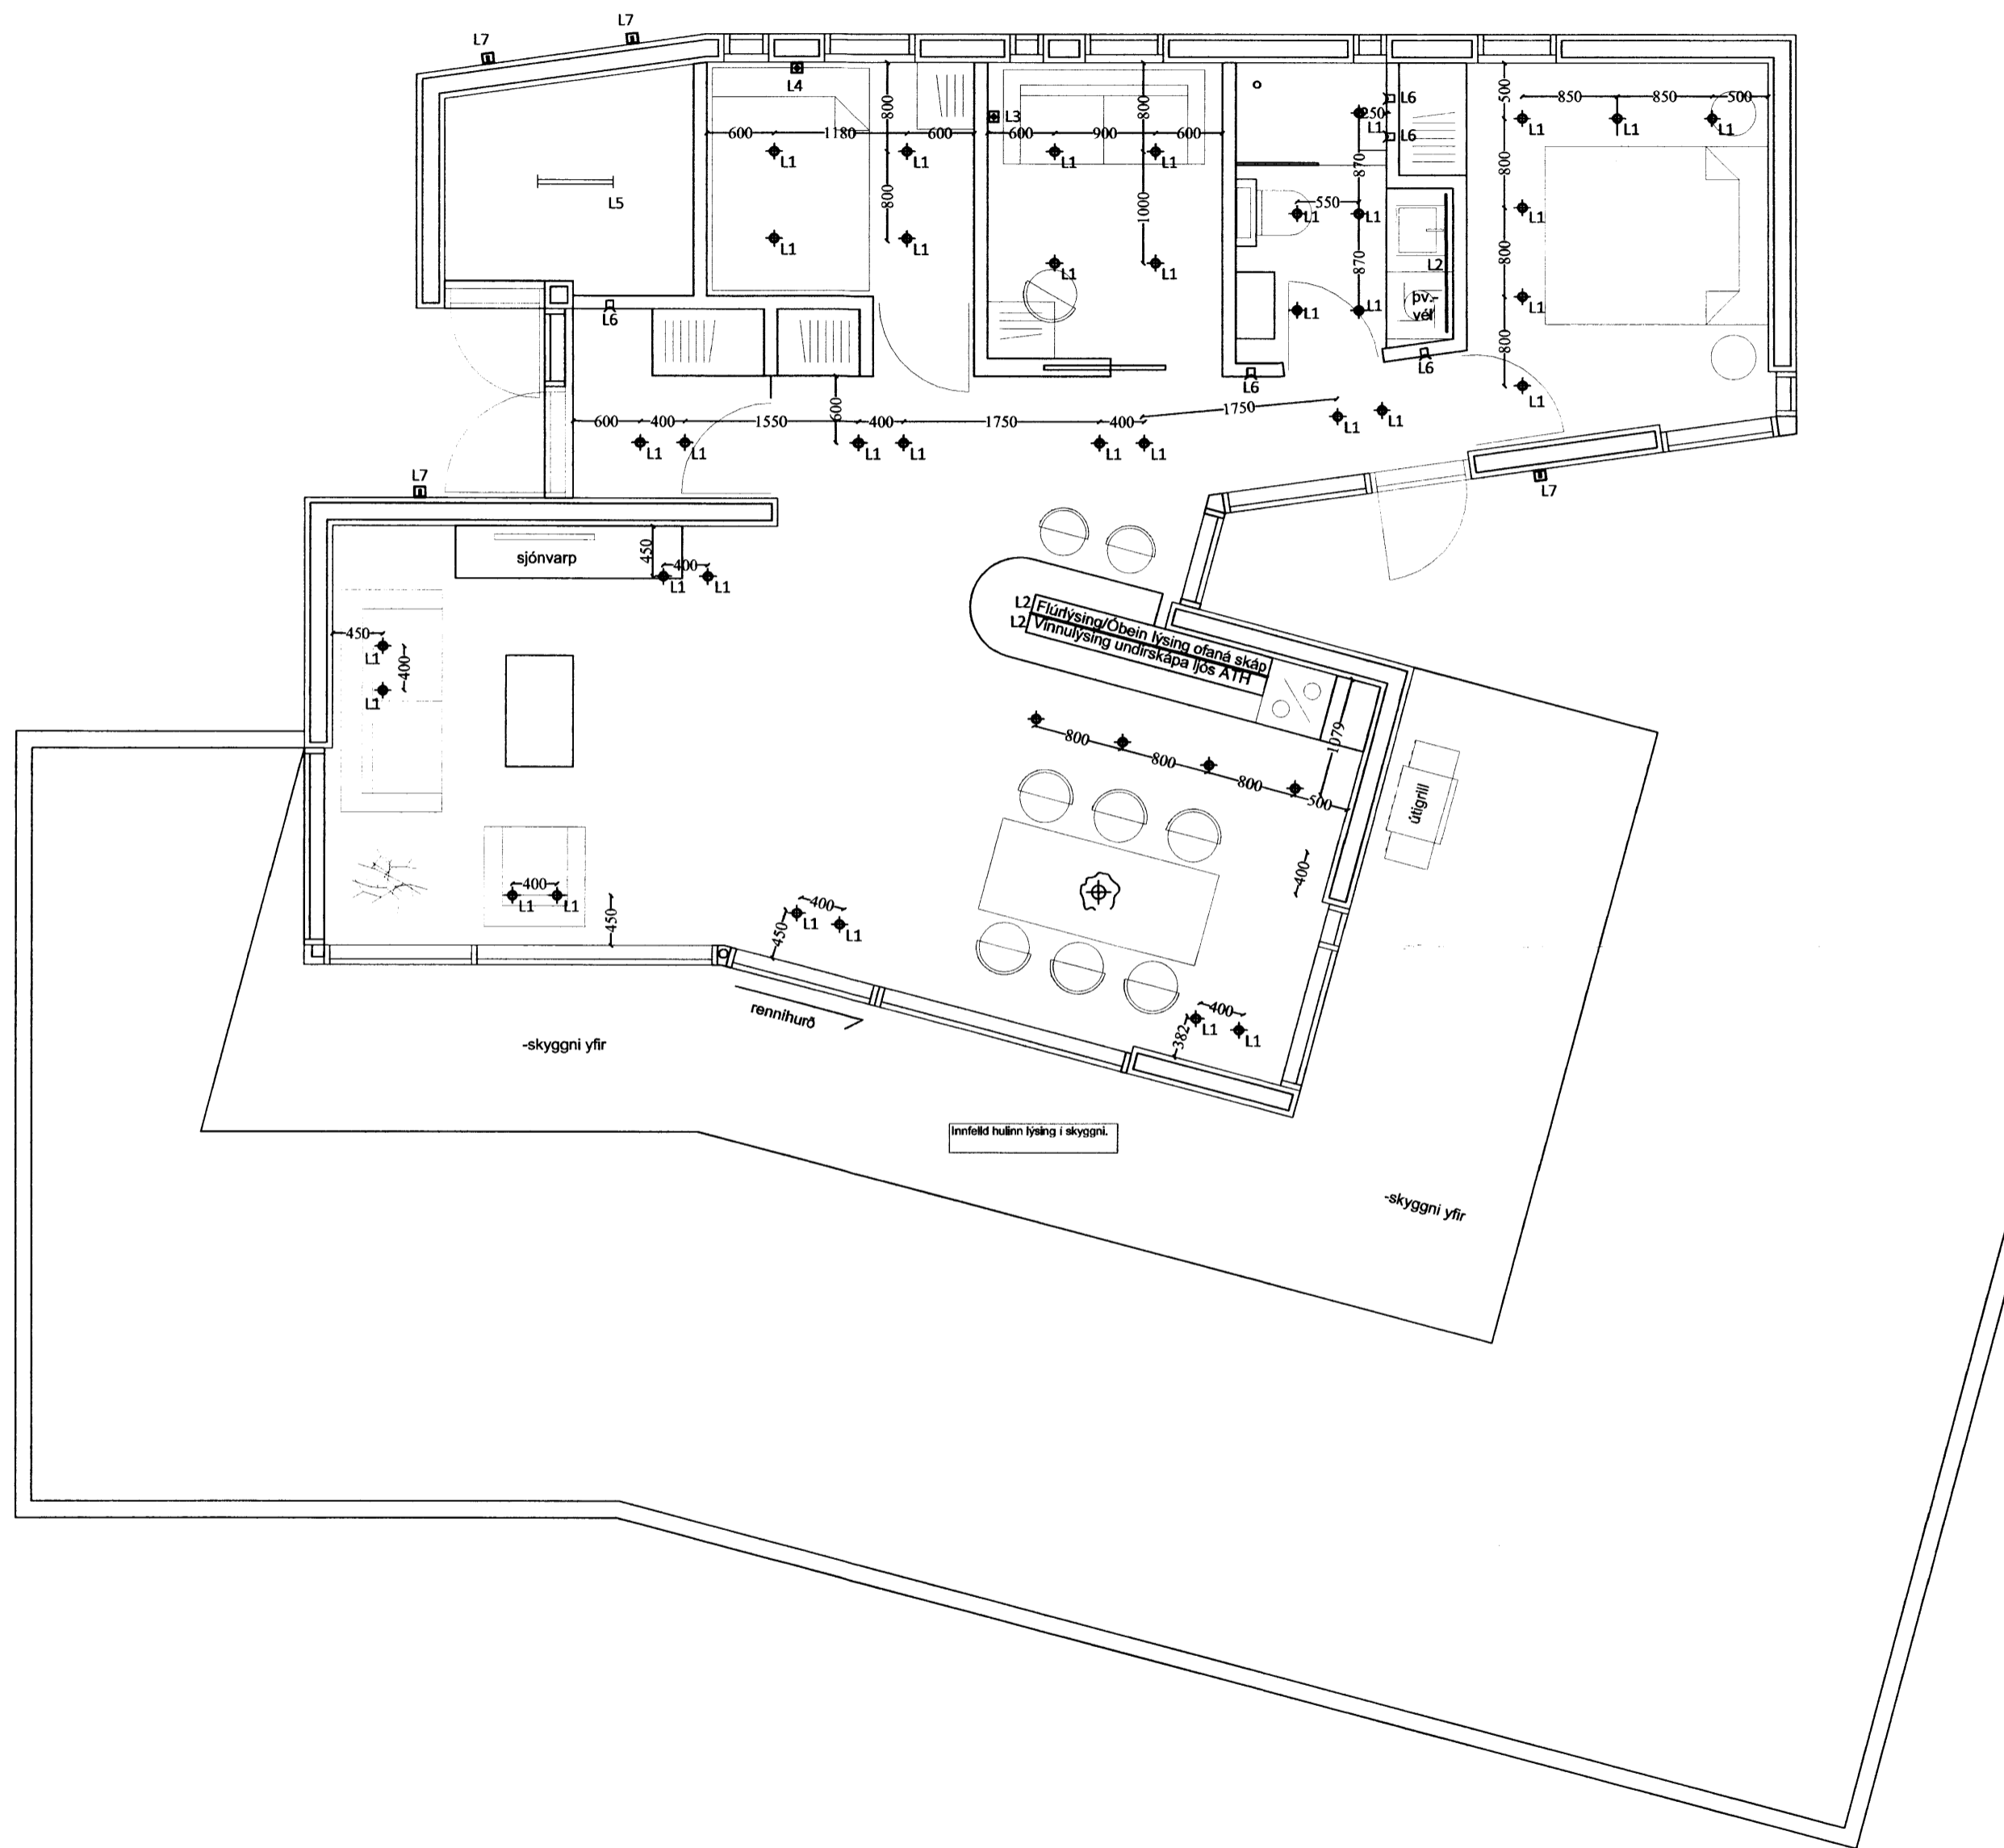 L7
L7
L4
L3
L6
L6
L5
L6
L6
L6
L7
L7
600
1180
600
800
800
L1
L1
L1
L1
600
900
600
800
1000
L1
L1
L1
L1
250
L1
870
550
L1
L1
870
L1
L1
L2
þv.-
vél
500
850
850
500
L1
L1
L1
800
L1
800
L1
800
L1
600
400
1550
600
400
1750
400
1750
L1
L1
L1
L1
L1
L1
L1
L1
sjónvarp
450
400
L1
L1
450
L1
400
L1
L2
Flúrlýsing/Óbein lýsing ofaná skáp
L2
Vinnulýsing undirskápa ljós ATH
1079
800
800
800
500
útigrill
400
400
L1
L1
450
450
400
L1
L1
400
382
L1
L1
rennihurð
-skyggni yfir
Innfelld hulinn lýsing í skyggni.
-skyggni yfir